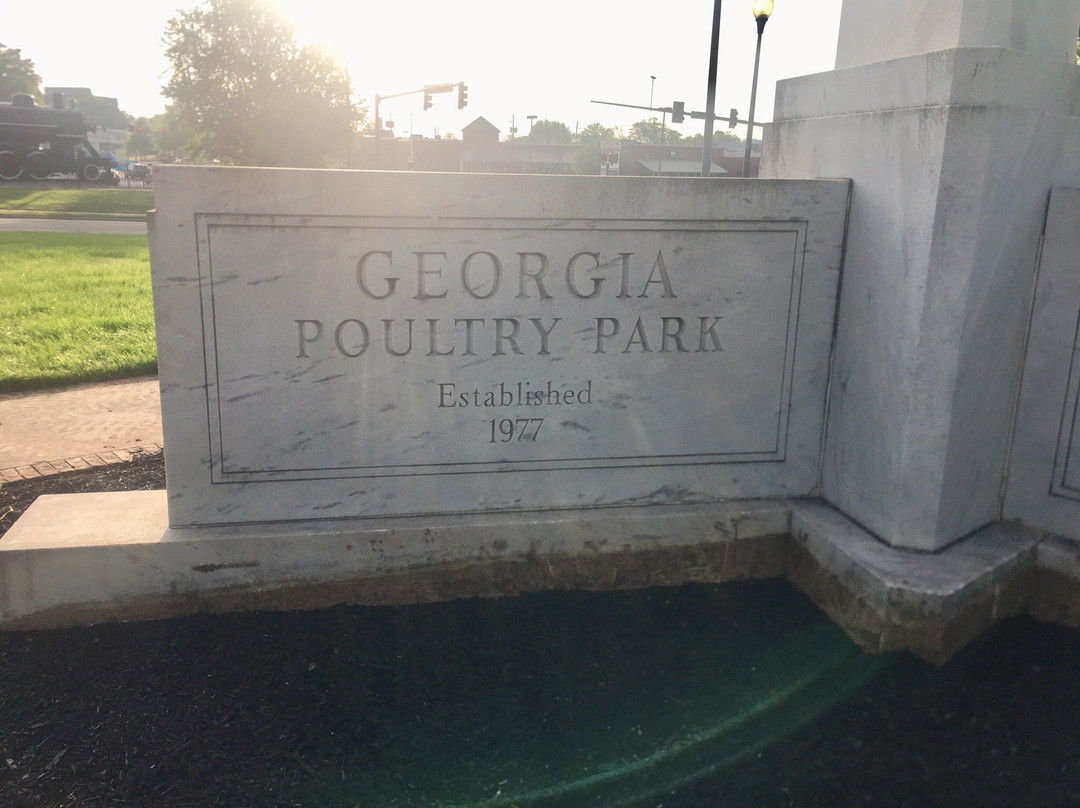 GEORGIA
POULTRY PARK
Established
1977